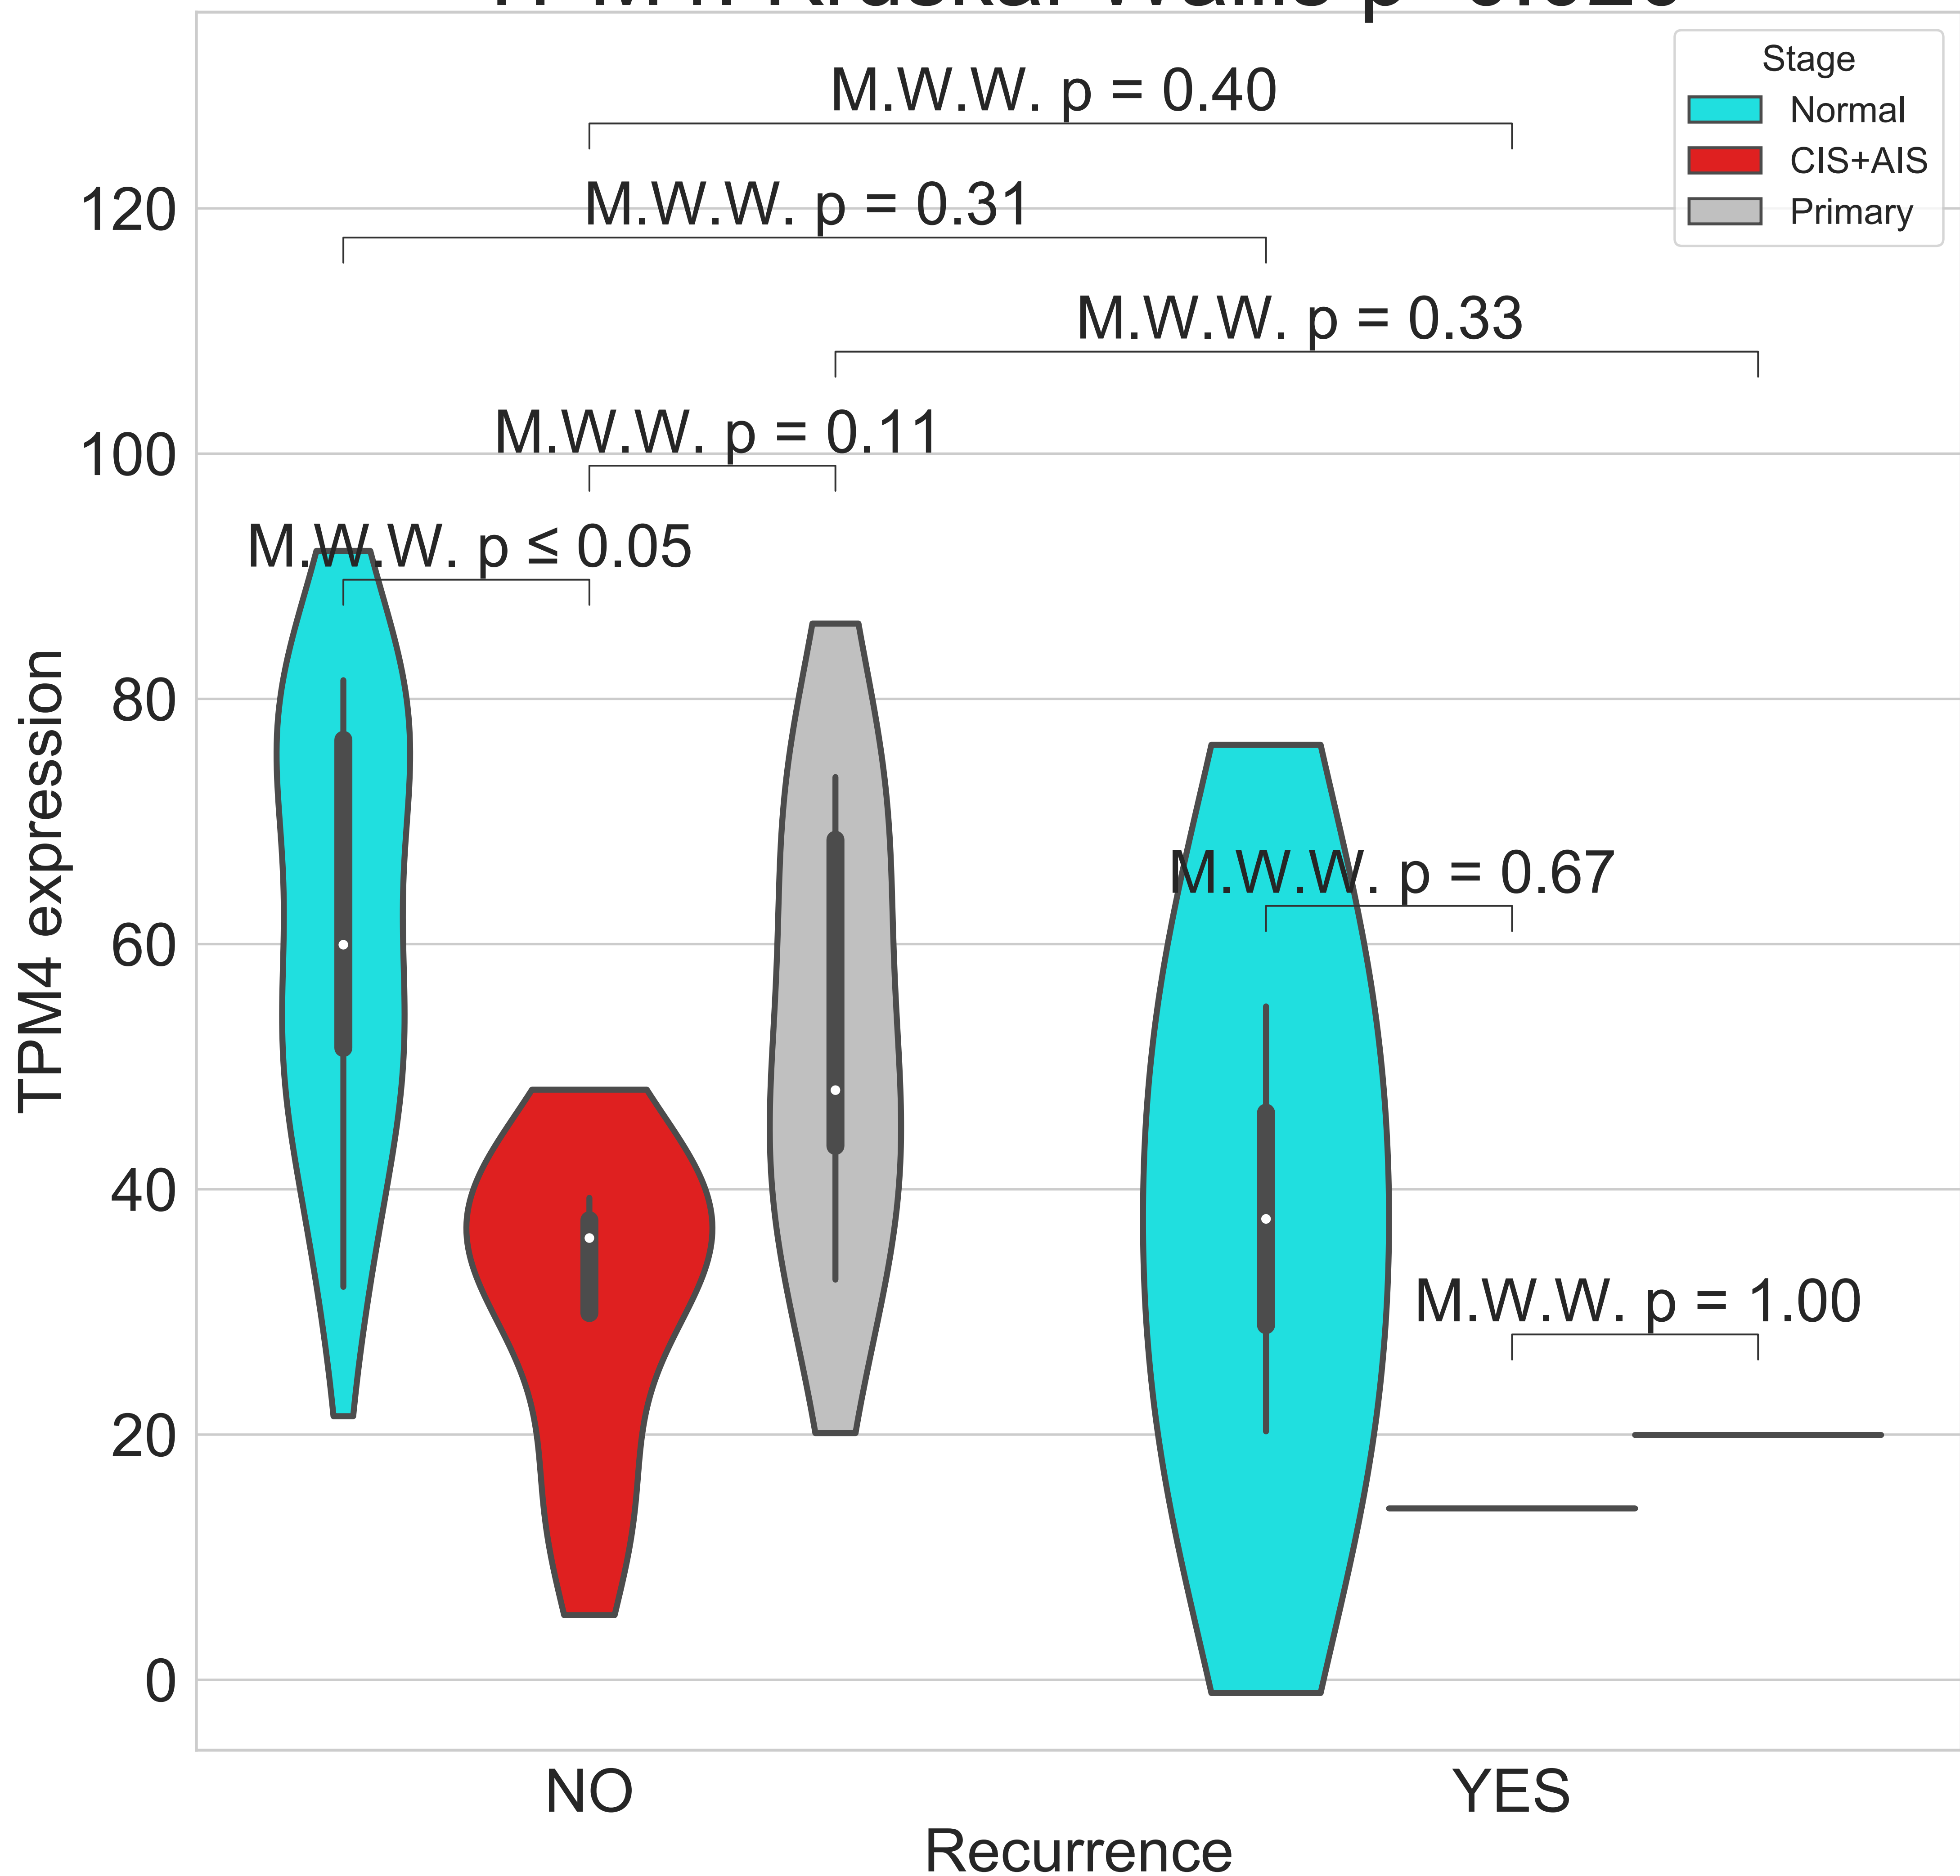 Stage
Normal
CIS+AIS
Primary
M.W.W. p = 0.40
M.W.W. p = 0.31
M.W.W. p = 0.33
M.W.W. p = 0.11
M.W.W. p ≤ 0.05
M.W.W. p = 0.67
M.W.W. p = 1.00
120
100
80
60
40
20
0
TPM4 expression
NO
YES
Recurrence